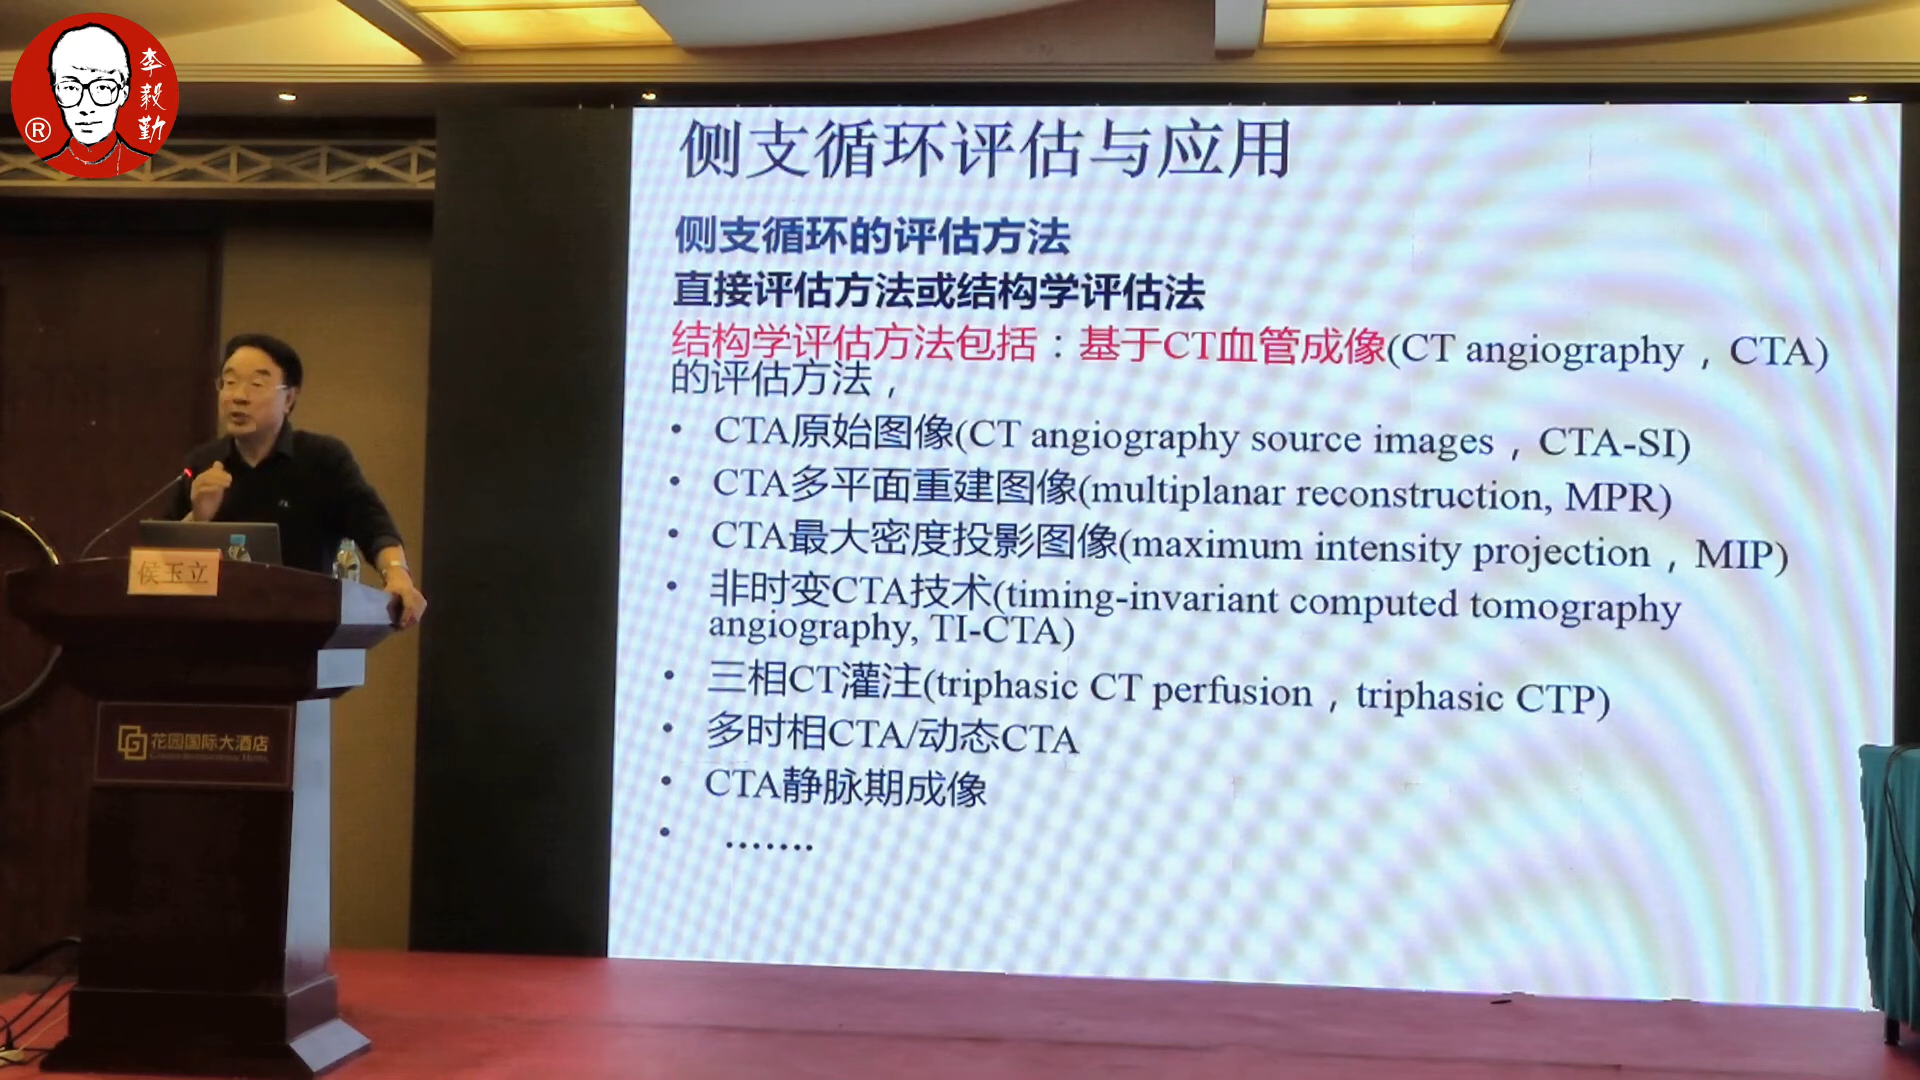 李毅勤
®
侧支循环评估与应用
侧支循环的评估方法
直接评估方法或结构学评估法
结构学评估方法包括：基于CT血管成像(CT angiography，CTA)
的评估方法，
• CTA原始图像(CT angiography source images，CTA-SI)
• CTA多平面重建图像(multiplanar reconstruction, MPR)
• CTA最大密度投影图像(maximum intensity projection，MIP)
• 非时变CTA技术(timing-invariant computed tomography
angiography, TI-CTA)
• 三相CT灌注(triphasic CT perfusion，triphasic CTP)
• 多时相CTA/动态CTA
• CTA静脉期成像
• .......
侯玉立
花园国际大酒店